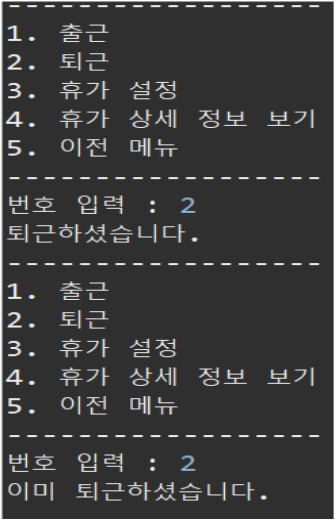 -------------------
1. 출근
2. 퇴근
3. 휴가 설정
4. 휴가 상세 정보 보기
5. 이전 메뉴
-------------------
번호 입력 : 2
퇴근하셨습니다.
-------------------
1. 출근
2. 퇴근
3. 휴가 설정
4. 휴가 상세 정보 보기
5. 이전 메뉴
-------------------
번호 입력 : 2
이미 퇴근하셨습니다.